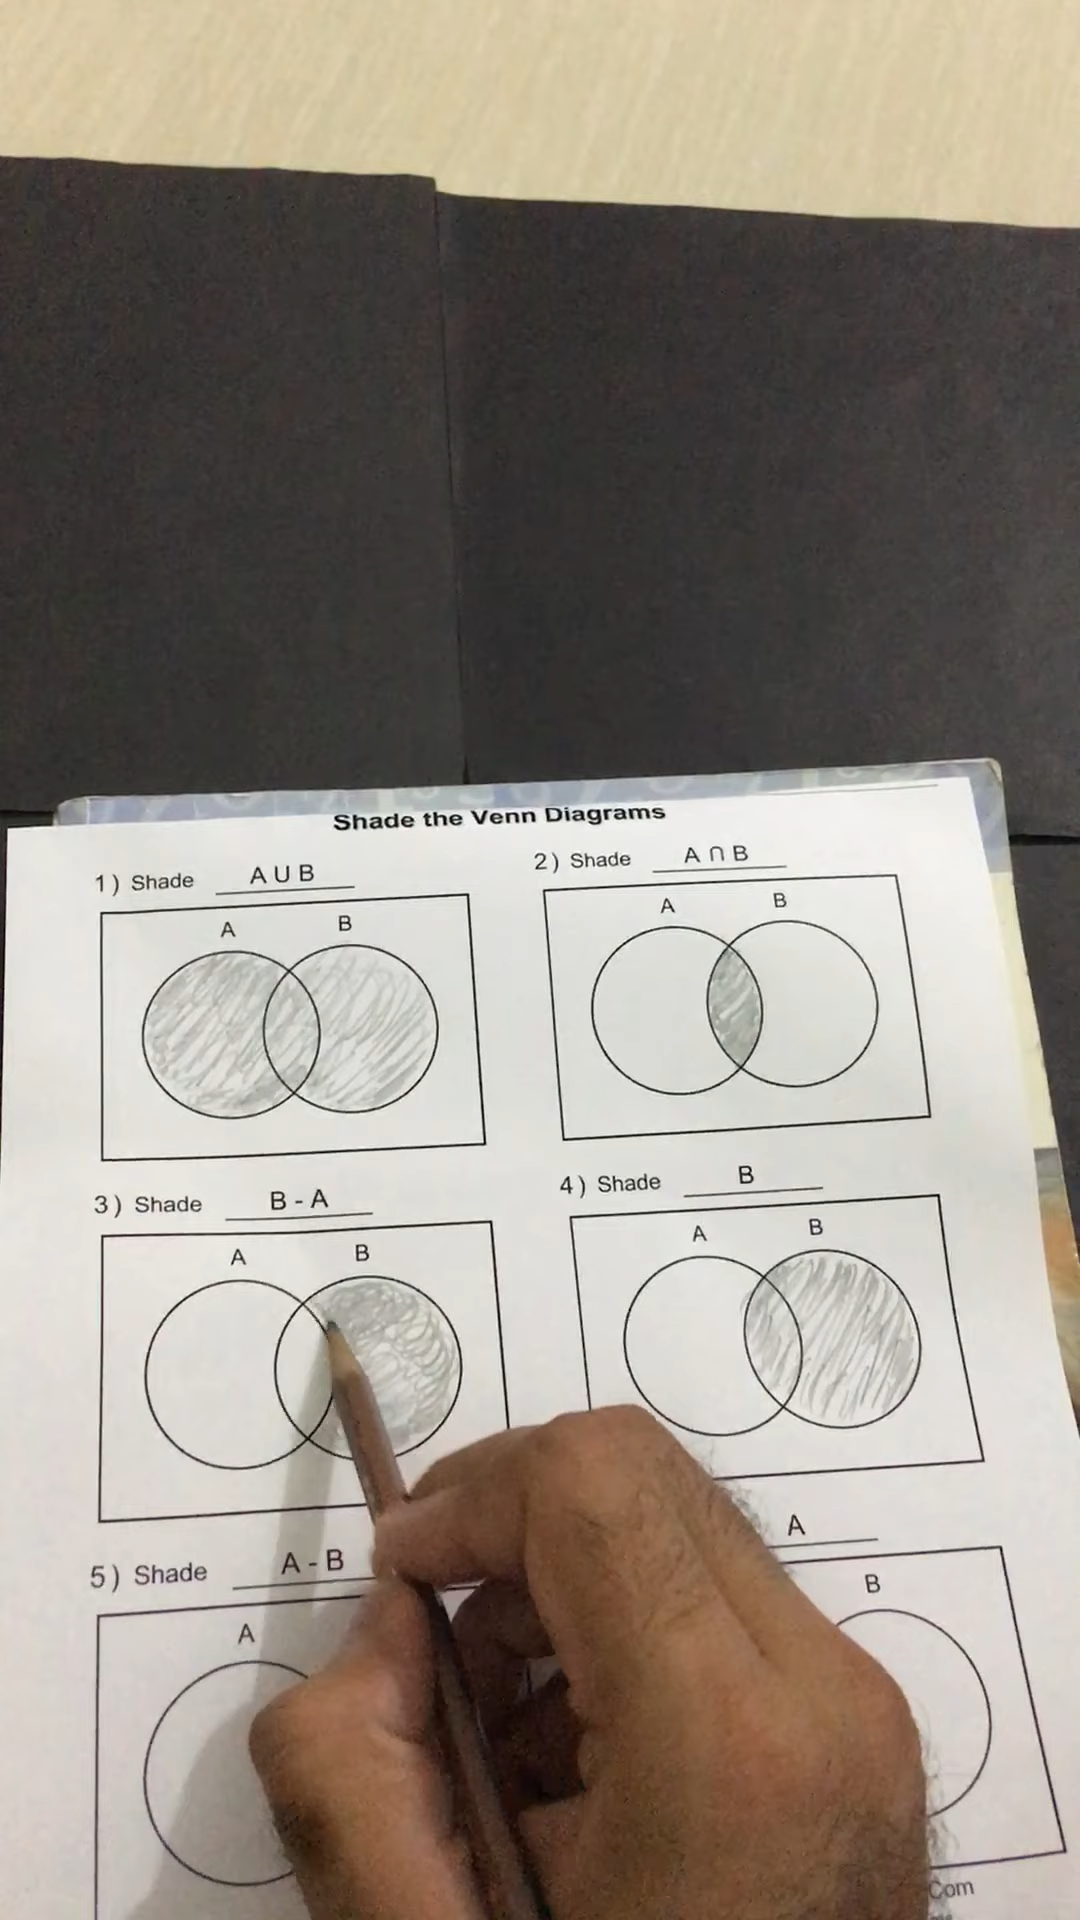 Shade the Venn Diagrams
1) Shade A U B
2) Shade A ∩ B
A B
A B
3) Shade B - A
4) Shade B
A B
A B
5) Shade A - B
A
A
B
Com